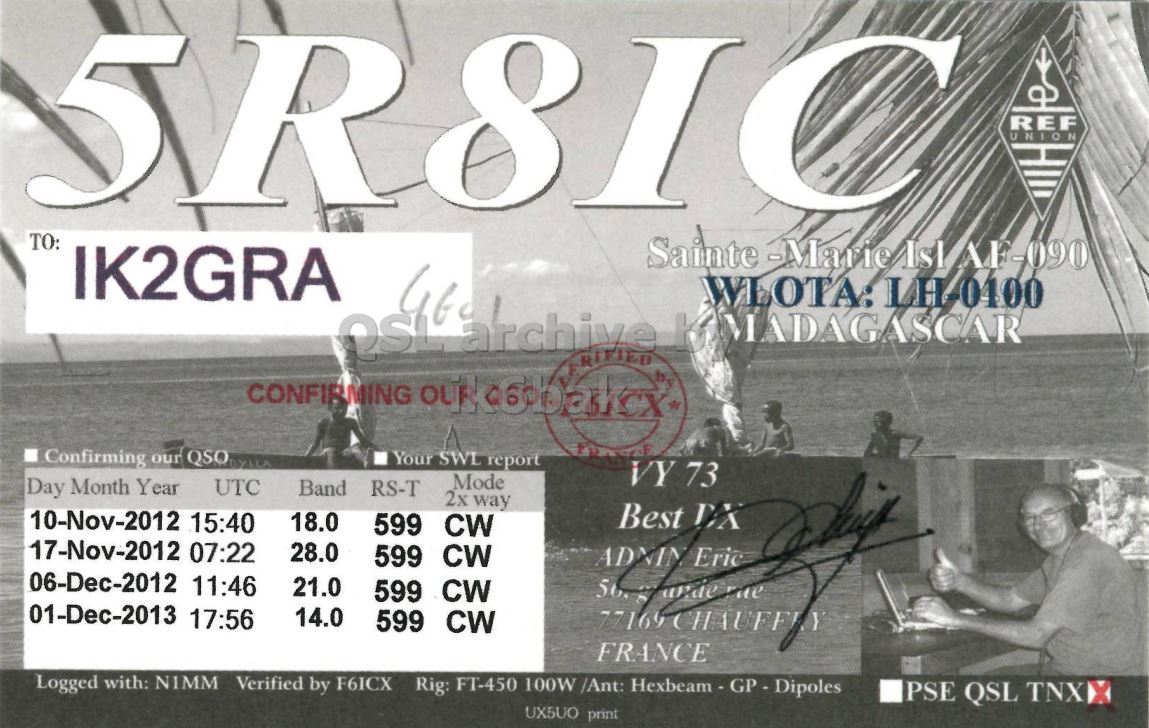 5R8IC
REF
UNION
TO:
IK2GRA
Sainte -Marie Isl AF-090
WLOTA: LH-0400
MADAGASCAR
QSL archive by
ik6bak
CONFIRMING OUR QSO
VERIFIED BY
F6ICX*
FRANCE
Confirming our QSO
Your SWL report
Day Month Year UTC Band RS-T Mode 2x way
10-Nov-2012 15:40 18.0 599 CW
17-Nov-2012 07:22 28.0 599 CW
06-Dec-2012 11:46 21.0 599 CW
01-Dec-2013 17:56 14.0 599 CW
VY 73
Best DX
ADNIN Eric
56, grande rue
77169 CHAUFFRY
FRANCE
Logged with: N1MM Verified by F6ICX Rig: FT-450 100W /Ant: Hexbeam - GP - Dipoles
PSE QSL TNX X
UX5UO print